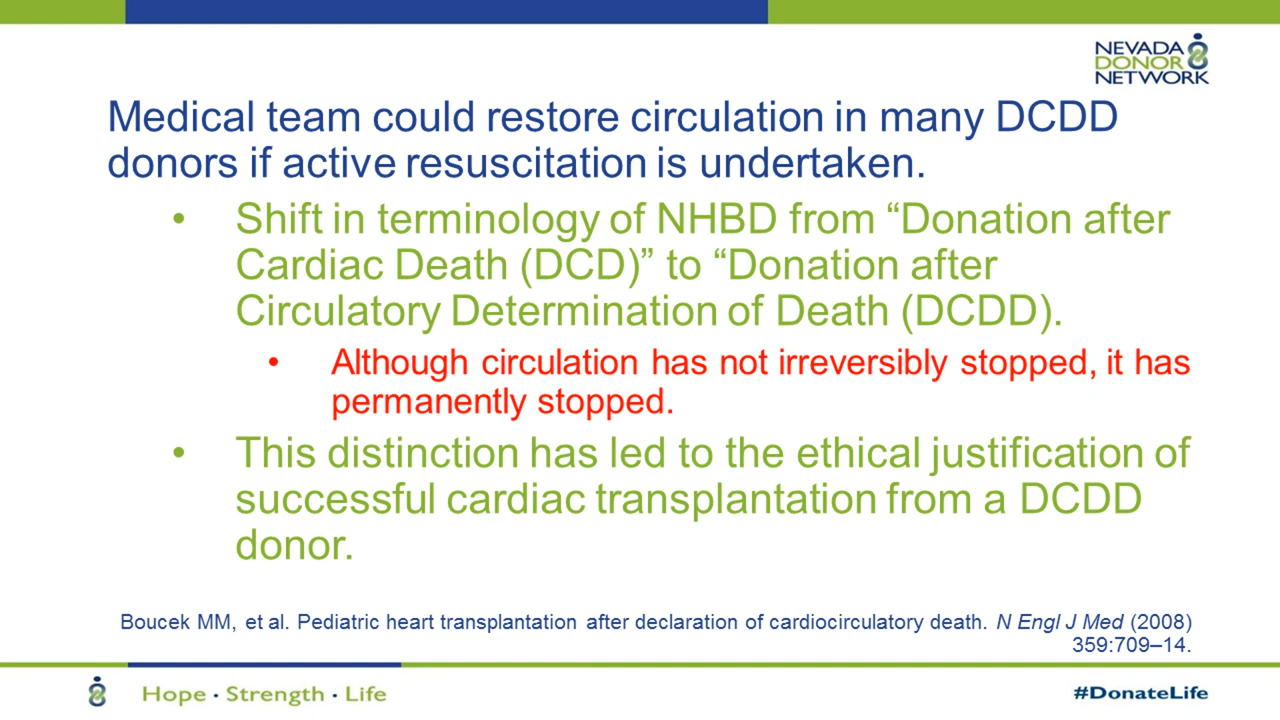 NEVADA
DONOR
NETWORK
Medical team could restore circulation in many DCDD
donors if active resuscitation is undertaken.
• Shift in terminology of NHBD from “Donation after
Cardiac Death (DCD)” to “Donation after
Circulatory Determination of Death (DCDD).
• Although circulation has not irreversibly stopped, it has
permanently stopped.
• This distinction has led to the ethical justification of
successful cardiac transplantation from a DCDD
donor.
Boucek MM, et al. Pediatric heart transplantation after declaration of cardiocirculatory death. N Engl J Med (2008)
359:709–14.
Hope · Strength · Life
#DonateLife